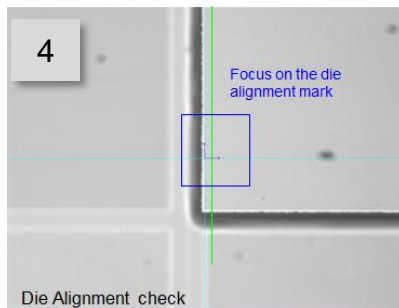 4
Focus on the die
alignment mark
Die Alignment check